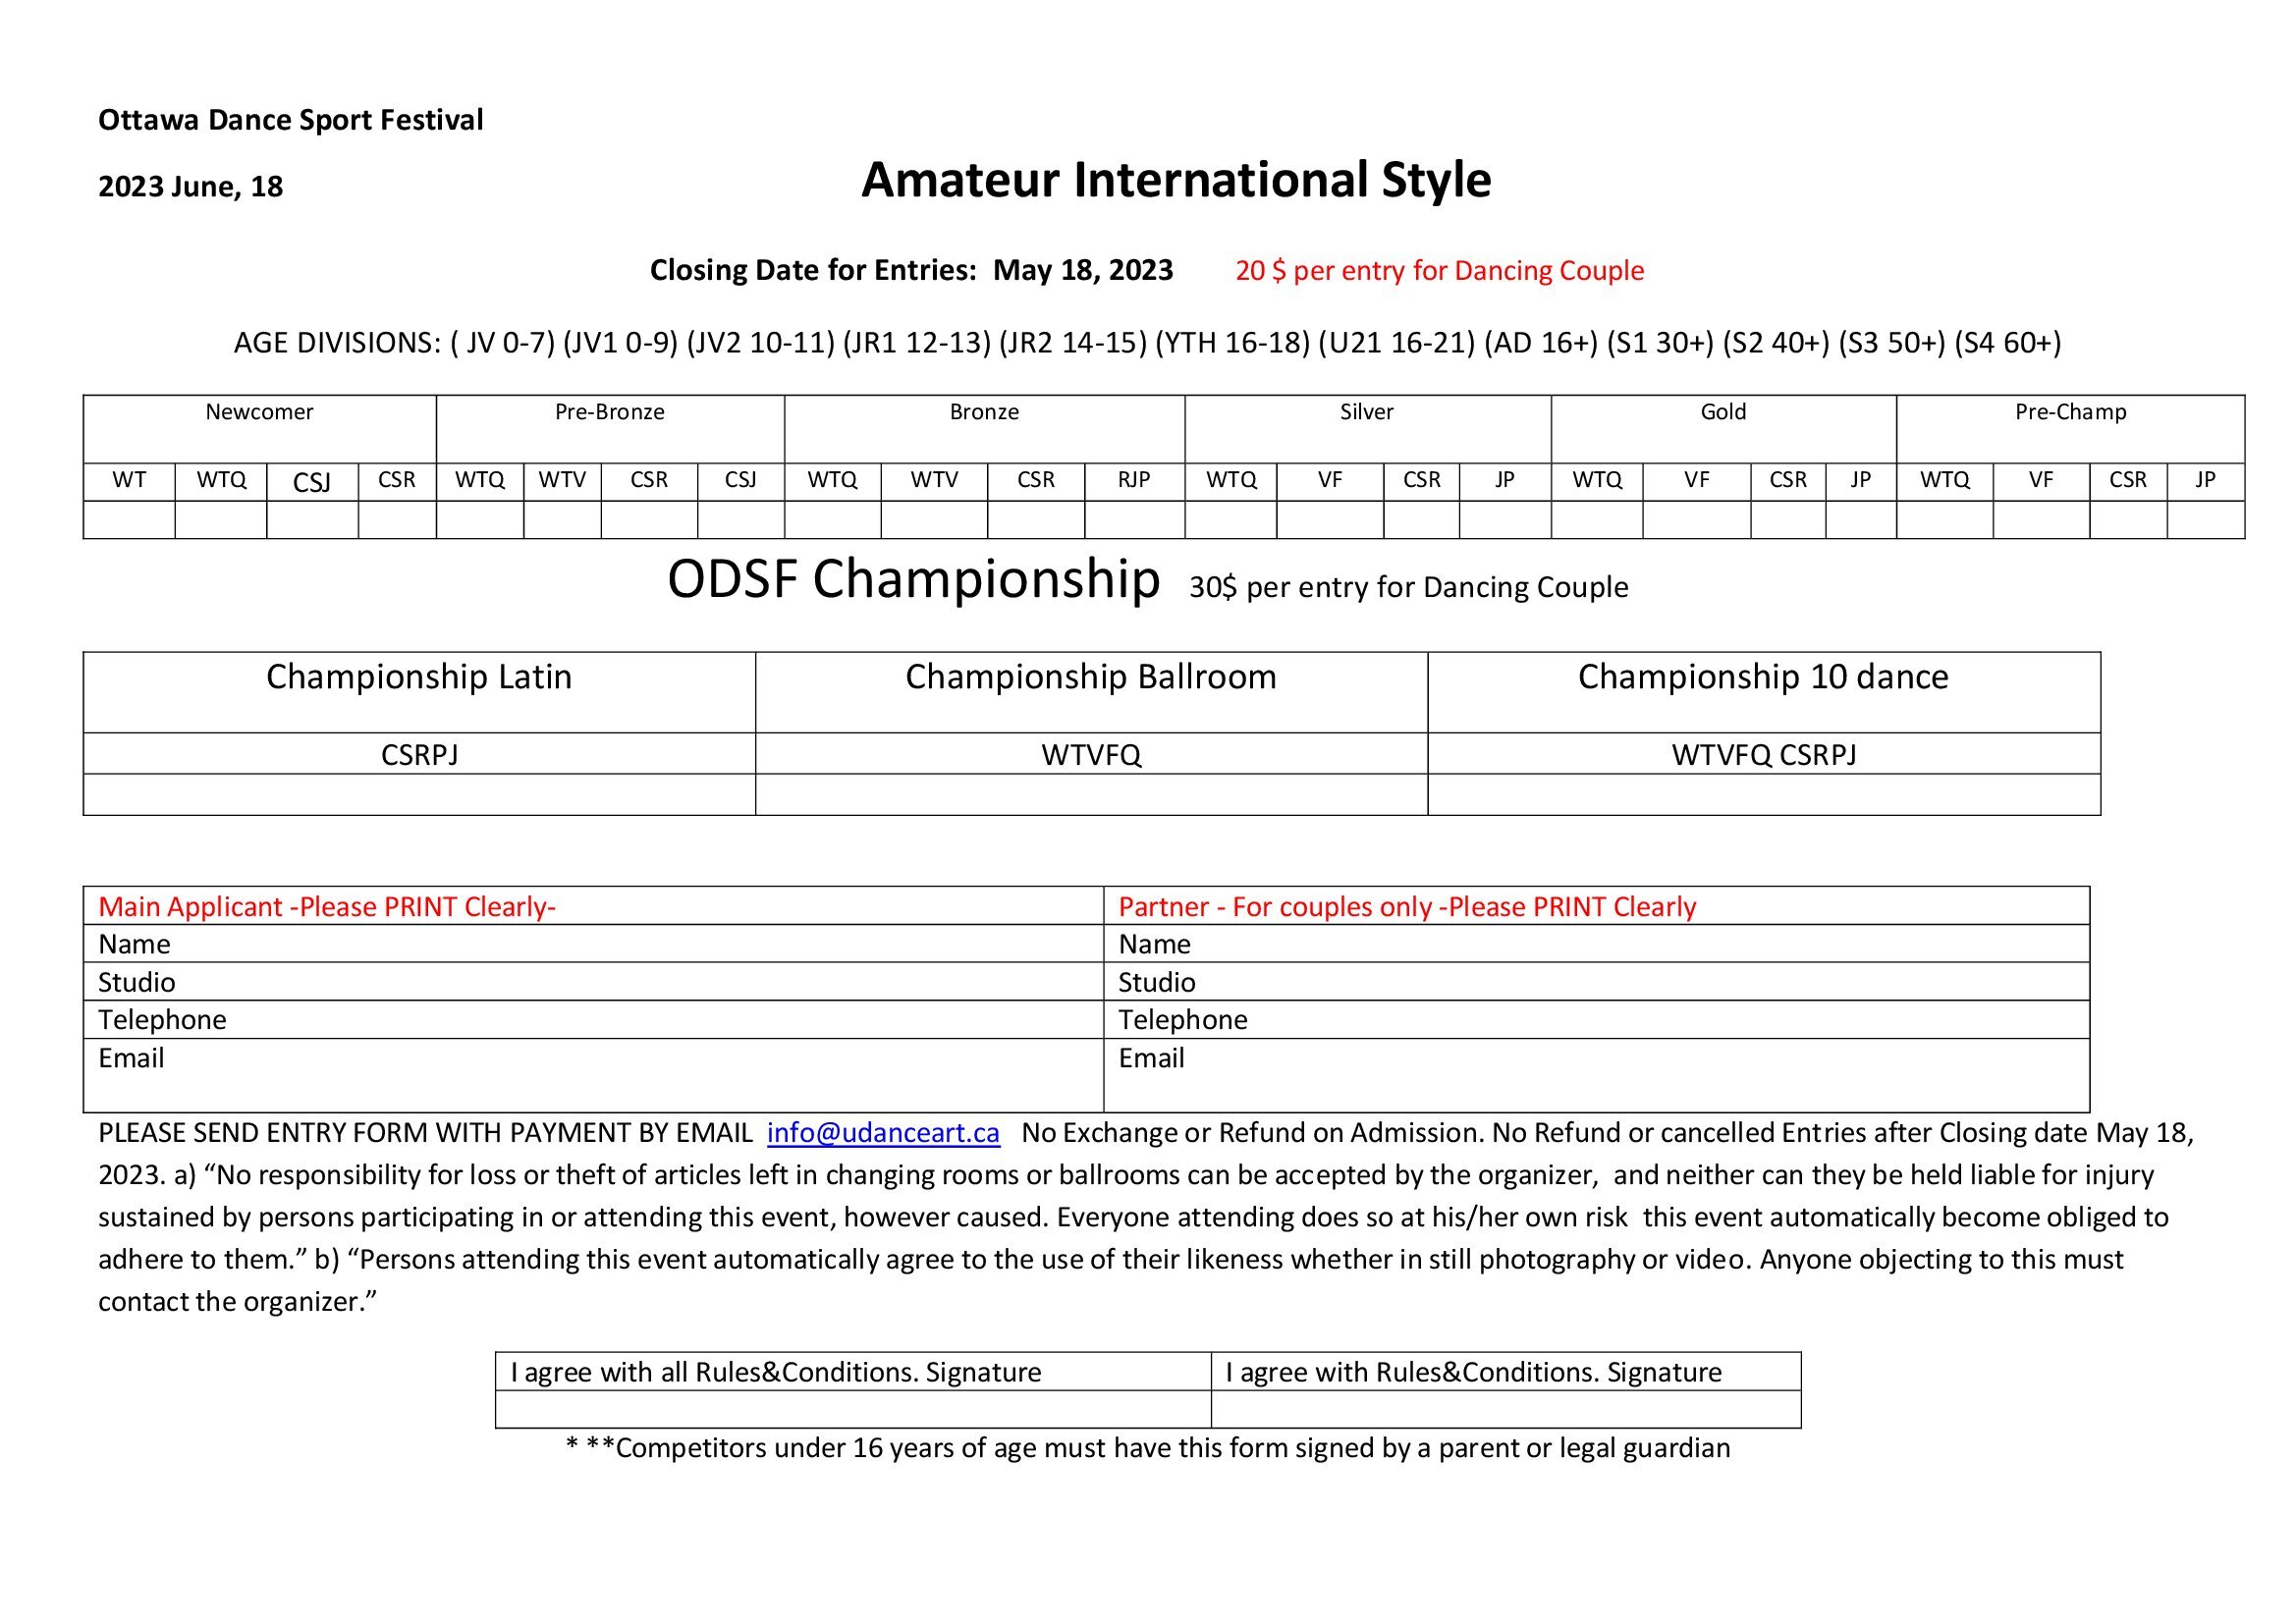 Ottawa Dance Sport Festival
2023 June, 18
Amateur International Style
Closing Date for Entries:  May 18, 2023 20 $ per entry for Dancing Couple
AGE DIVISIONS: ( JV 0-7) (JV1 0-9) (JV2 10-11) (JR1 12-13) (JR2 14-15) (YTH 16-18) (U21 16-21) (AD 16+) (S1 30+) (S2 40+) (S3 50+) (S4 60+)
Newcomer Pre-Bronze Bronze Silver Gold Pre-Champ
WT WTQ CSJ CSR WTQ WTV CSR CSJ WTQ WTV CSR RJP WTQ VF CSR JP WTQ VF CSR JP WTQ VF CSR JP
ODSF Championship 30$ per entry for Dancing Couple
Championship Latin Championship Ballroom Championship 10 dance
CSRPJ WTVFQ WTVFQ CSRPJ
Main Applicant -Please PRINT Clearly- Partner - For couples only -Please PRINT Clearly
Name Name
Studio Studio
Telephone Telephone
Email Email
PLEASE SEND ENTRY FORM WITH PAYMENT BY EMAIL info@udanceart.ca No Exchange or Refund on Admission. No Refund or cancelled Entries after Closing date May 18,
2023. a) “No responsibility for loss or theft of articles left in changing rooms or ballrooms can be accepted by the organizer, and neither can they be held liable for injury
sustained by persons participating in or attending this event, however caused. Everyone attending does so at his/her own risk this event automatically become obliged to
adhere to them.” b) “Persons attending this event automatically agree to the use of their likeness whether in still photography or video. Anyone objecting to this must
contact the organizer.”
I agree with all Rules&Conditions. Signature I agree with Rules&Conditions. Signature
* **Competitors under 16 years of age must have this form signed by a parent or legal guardian